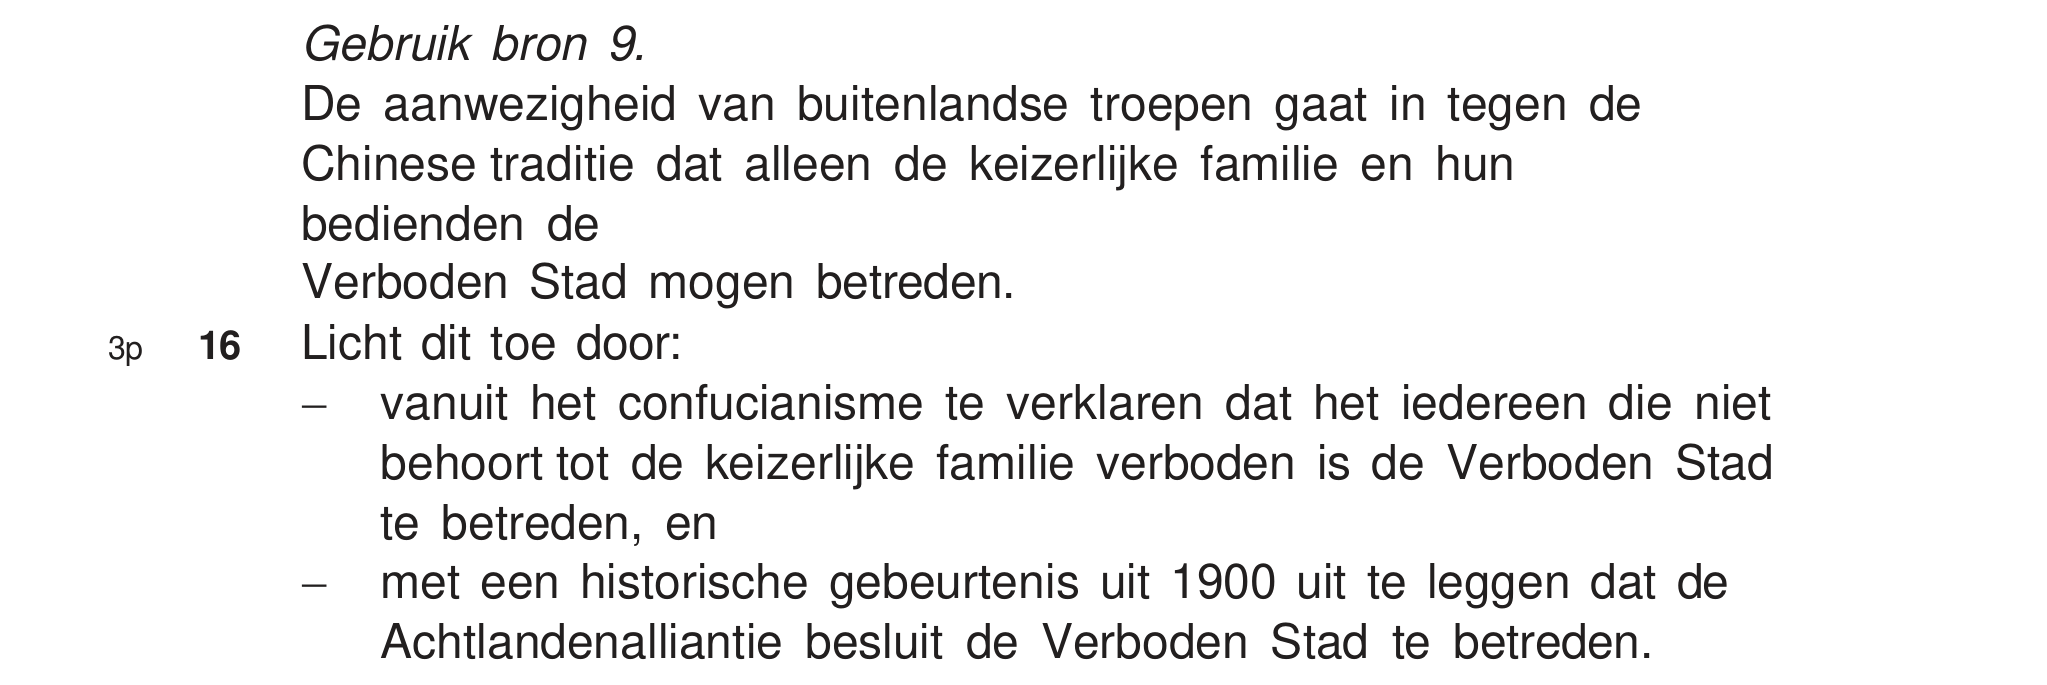 Gebruik bron 9.
De aanwezigheid van buitenlandse troepen gaat in tegen de
Chinese traditie dat alleen de keizerlijke familie en hun
bedienden de
Verboden Stad mogen betreden.
3p 16 Licht dit toe door:
– vanuit het confucianisme te verklaren dat het iedereen die niet
behoort tot de keizerlijke familie verboden is de Verboden Stad
te betreden, en
– met een historische gebeurtenis uit 1900 uit te leggen dat de
Achtlandenalliantie besluit de Verboden Stad te betreden.